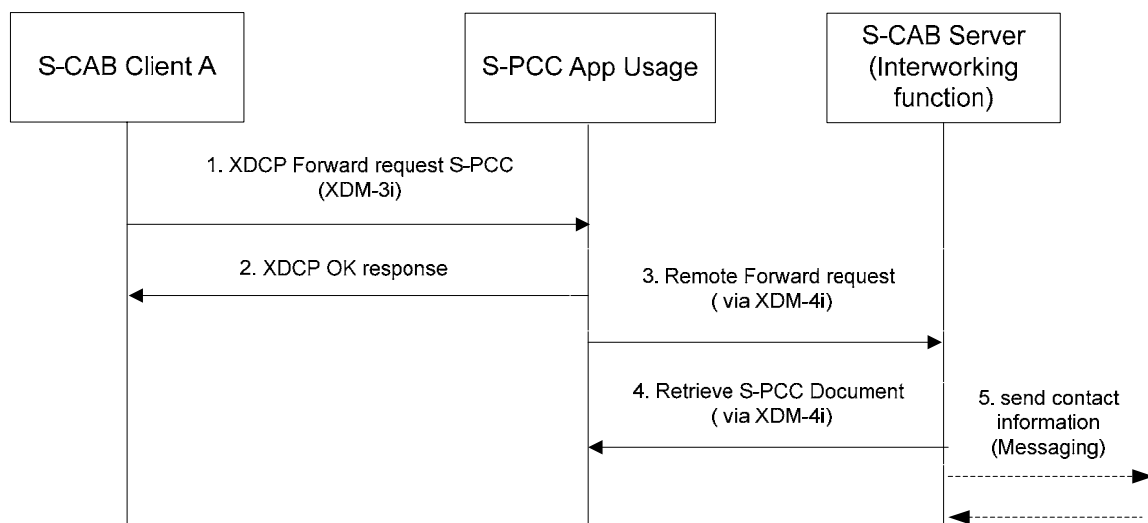 S-CAB Client A
S-PCC App Usage
S-CAB Server
(Interworking
function)
1. XDCP Forward request S-PCC
(XDM-3i)
2. XDCP OK response
3. Remote Forward request
( via XDM-4i)
4. Retrieve S-PCC Document
( via XDM-4i)
5. send contact
information
(Messaging)